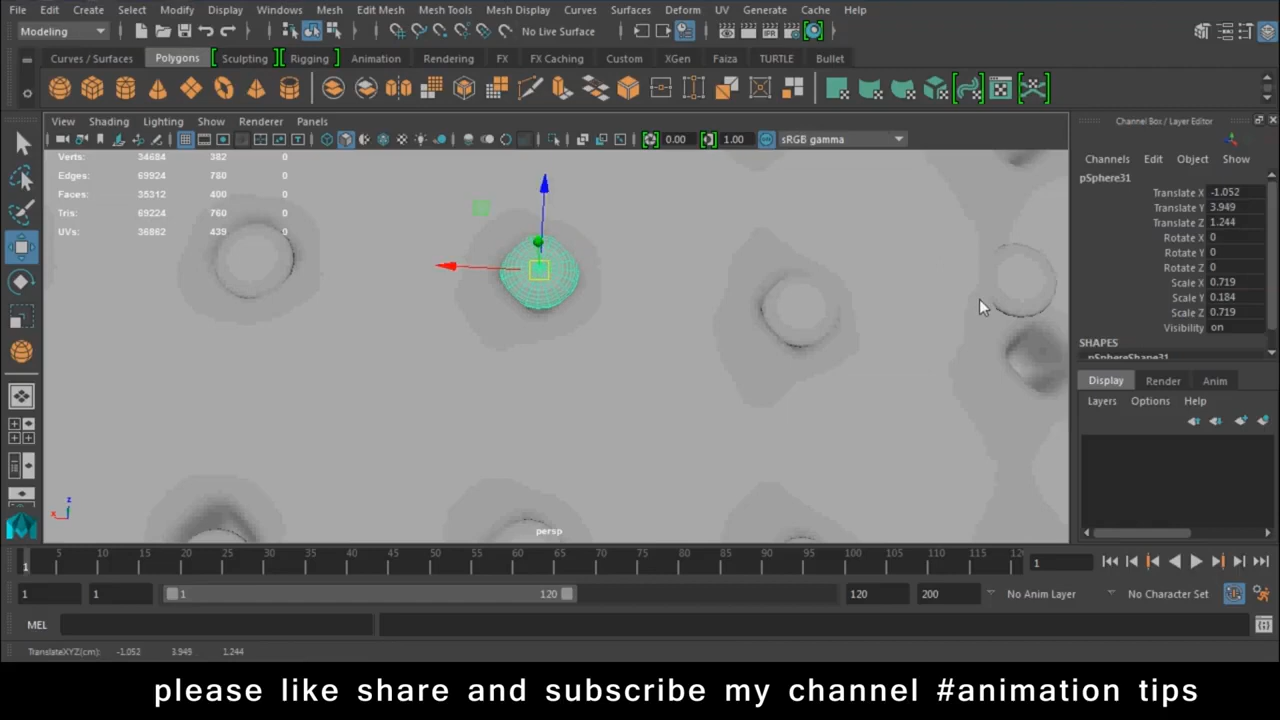 File Edit Create Select Modify Display Windows Mesh Edit Mesh Mesh Tools Mesh Display Curves Surfaces Deform UV Generate Cache Help
Modeling No Live Surface
Curves / Surfaces Polygons Sculpting Rigging Animation Rendering FX FX Caching Custom XGen Faiza TURTLE Bullet
View Shading Lighting Show Renderer Panels
0.00 1.00 sRGB gamma
Channel Box / Layer Editor
Channels Edit Object Show
pSphere31
Translate X -1.052
Translate Y 3.949
Translate Z 1.244
Rotate X 0
Rotate Y 0
Rotate Z 0
Scale X 0.719
Scale Y 0.184
Scale Z 0.719
Visibility on
SHAPES
pSphereShape31
Display Render Anim
Layers Options Help
Verts: 34684 382 0
Edges: 69924 780 0
Faces: 35312 400 0
Tris: 69224 760 0
UVs: 36862 439 0
z
x
persp
5 10 15 20 25 30 35 40 45 50 55 60 65 70 75 80 85 90 95 100 105 110 115 12
1 1
1 1 1 120 120 200 No Anim Layer No Character Set
MEL
TranslateXYZ(cm): -1.052 3.949 1.244
please like share and subscribe my channel #animation tips